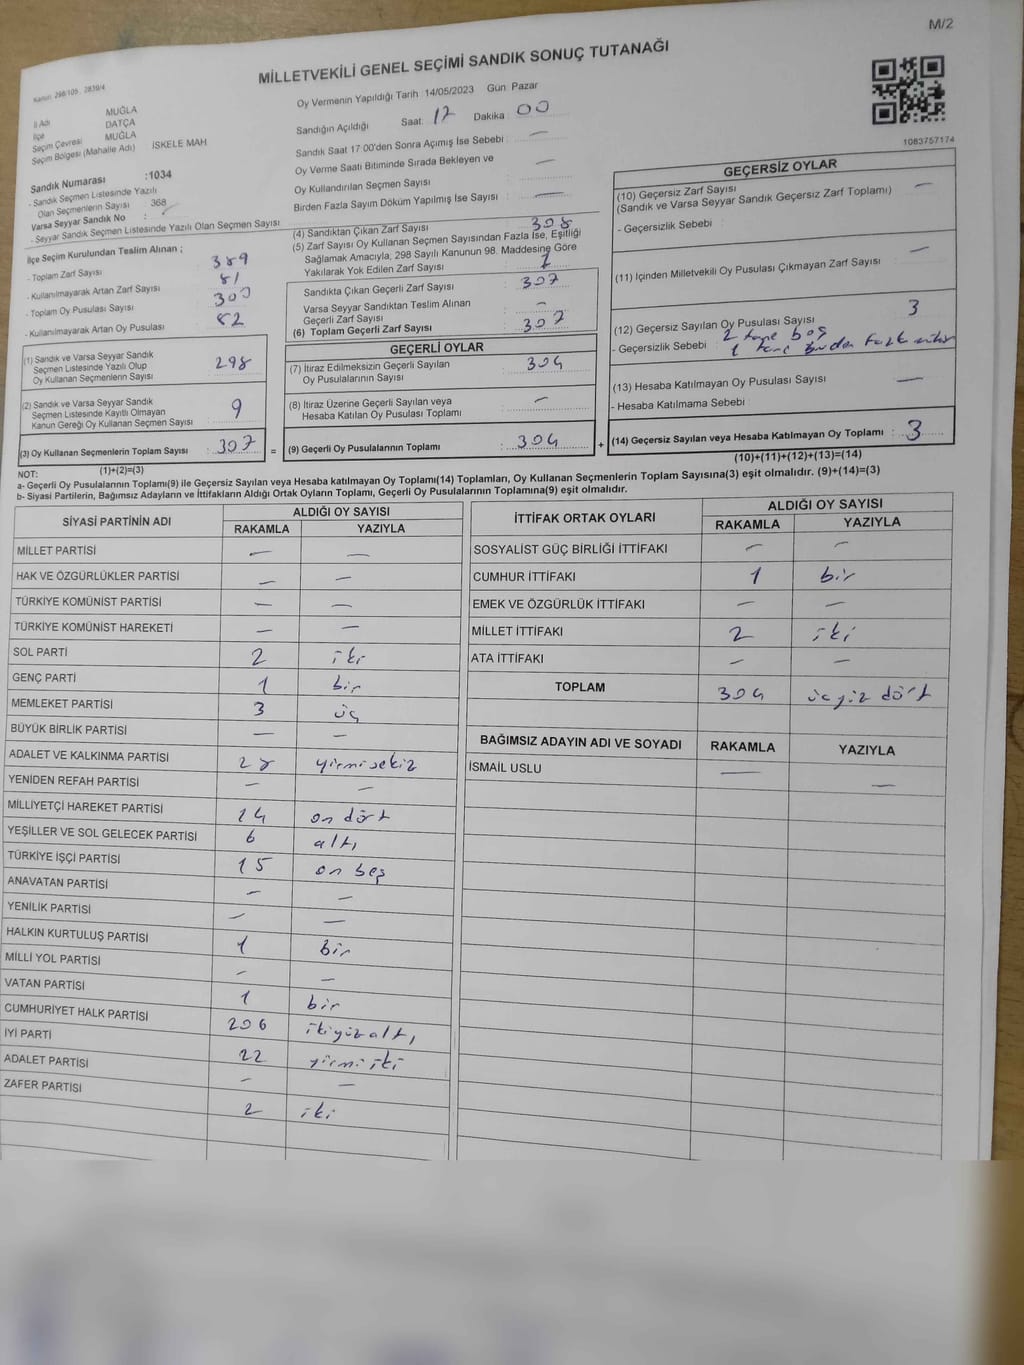 M/2
MİLLETVEKİLİ GENEL SEÇİMİ SANDIK SONUÇ TUTANAĞI
Kanun: 298/105 - 2839/4
İl Adı MUĞLA
İlçe DATÇA
Seçim Çevresi MUĞLA
Seçim Bölgesi (Mahalle Adı) İSKELE MAH
Sandık Numarası :1034
- Sandık Seçmen Listesinde Yazılı
Olan Seçmenlerin Sayısı 368
Varsa Seyyar Sandık No :
- Seyyar Sandık Seçmen Listesinde Yazılı Olan Seçmen Sayısı
Oy Vermenin Yapıldığı Tarih :14/05/2023 Gün Pazar
Sandığın Açıldığı Saat: 17 Dakika : 00
Sandık Saat 17:00'den Sonra Açımış İse Sebebi : —
Oy Verme Saati Bitiminde Sırada Bekleyen ve
Oy Kullandırılan Seçmen Sayısı : —
Birden Fazla Sayım Döküm Yapılmış İse Sayısı : —
1083757174
İlçe Seçim Kurulundan Teslim Alınan ;
- Toplam Zarf Sayısı : 389
- Kullanılmayarak Artan Zarf Sayısı : 81
- Toplam Oy Pusulası Sayısı :
- Kullanılmayarak Artan Oy Pusulası : 82
(1) Sandık ve Varsa Seyyar Sandık
Seçmen Listesinde Yazılı Olup
Oy Kullanan Seçmenlerin Sayısı : 298
(2) Sandık ve Varsa Seyyar Sandık
Seçmen Listesinde Kayıtlı Olmayan
Kanun Gereği Oy Kullanan Seçmen Sayısı : 9
(3) Oy Kullanan Seçmenlerin Toplam Sayısı : 307
(1)+(2)=(3)
(4) Sandıktan Çıkan Zarf Sayısı : 308
(5) Zarf Sayısı Oy Kullanan Seçmen Sayısından Fazla İse, Eşitliği
Sağlamak Amacıyla, 298 Sayılı Kanunun 98. Maddesine Göre
Yakılarak Yok Edilen Zarf Sayısı : 1
Sandıkta Çıkan Geçerli Zarf Sayısı : 307
Varsa Seyyar Sandıktan Teslim Alınan
Geçerli Zarf Sayısı : —
(6) Toplam Geçerli Zarf Sayısı : 307
GEÇERLİ OYLAR
(7) İtiraz Edilmeksizin Geçerli Sayılan
Oy Pusulalarının Sayısı : 304
(8) İtiraz Üzerine Geçerli Sayılan veya
Hesaba Katılan Oy Pusulası Toplamı : —
(9) Geçerli Oy Pusulalarının Toplamı : 304
GEÇERSİZ OYLAR
(10) Geçersiz Zarf Sayısı : —
(Sandık ve Varsa Seyyar Sandık Geçersiz Zarf Toplamı)
- Geçersizlik Sebebi :
(11) İçinden Milletvekili Oy Pusulası Çıkmayan Zarf Sayısı : —
(12) Geçersiz Sayılan Oy Pusulası Sayısı : 3
- Geçersizlik Sebebi : 2 tane boş
1 tane birden fazla
(13) Hesaba Katılmayan Oy Pusulası Sayısı : —
- Hesaba Katılmama Sebebi :
(14) Geçersiz Sayılan veya Hesaba Katılmayan Oy Toplamı : 3
(10)+(11)+(12)+(13)=(14)
NOT:
a- Geçerli Oy Pusulalarının Toplamı(9) ile Geçersiz Sayılan veya Hesaba katılmayan Oy Toplamı(14) Toplamları, Oy Kullanan Seçmenlerin Toplam Sayısına(3) eşit olmalıdır. (9)+(14)=(3)
b- Siyasi Partilerin, Bağımsız Adayların ve İttifakların Aldığı Ortak Oyların Toplamı, Geçerli Oy Pusulalarının Toplamına(9) eşit olmalıdır.
SİYASİ PARTİNİN ADI ALDIĞI OY SAYISI
RAKAMLA YAZIYLA
MİLLET PARTİSİ — —
HAK VE ÖZGÜRLÜKLER PARTİSİ — —
TÜRKİYE KOMÜNİST PARTİSİ — —
TÜRKİYE KOMÜNİST HAREKETİ — —
SOL PARTİ 2 iki
GENÇ PARTİ 1 bir
MEMLEKET PARTİSİ 3 üç
BÜYÜK BİRLİK PARTİSİ — —
ADALET VE KALKINMA PARTİSİ 28 yirmisekiz
YENİDEN REFAH PARTİSİ — —
MİLLİYETÇİ HAREKET PARTİSİ 14 on dört
YEŞİLLER VE SOL GELECEK PARTİSİ 6 altı
TÜRKİYE İŞÇİ PARTİSİ 15 on beş
ANAVATAN PARTİSİ — —
YENİLİK PARTİSİ — —
HALKIN KURTULUŞ PARTİSİ 1 bir
MİLLİ YOL PARTİSİ — —
VATAN PARTİSİ 1 bir
CUMHURİYET HALK PARTİSİ 206 ikiyüz altı
İYİ PARTİ 22 yirmi iki
ADALET PARTİSİ — —
ZAFER PARTİSİ 2 iki
İTTİFAK ORTAK OYLARI ALDIĞI OY SAYISI
RAKAMLA YAZIYLA
SOSYALİST GÜÇ BİRLİĞİ İTTİFAKI — —
CUMHUR İTTİFAKI 1 bir
EMEK VE ÖZGÜRLÜK İTTİFAKI — —
MİLLET İTTİFAKI 2 iki
ATA İTTİFAKI — —
TOPLAM 304 üçyüz dört
BAĞIMSIZ ADAYIN ADI VE SOYADI RAKAMLA YAZIYLA
İSMAİL USLU — —